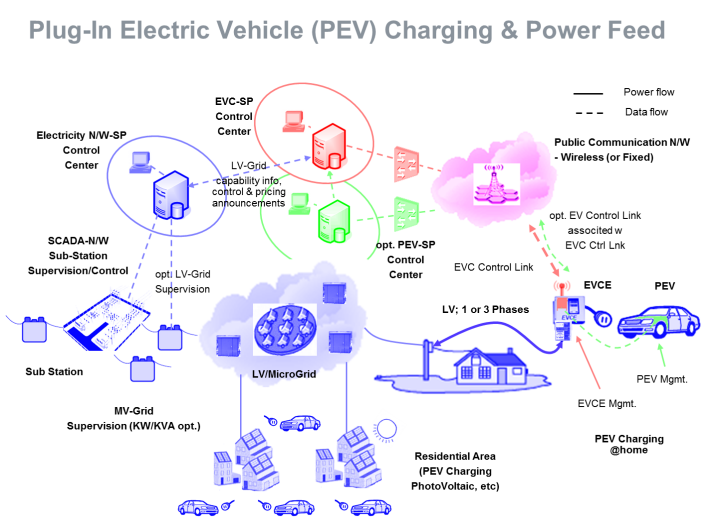 Plug-In Electric Vehicle (PEV) Charging & Power Feed
Power flow
Data flow
EVC-SP
Control
Center
Electricity N/W-SP
Control
Center
Public Communication N/W
- Wireless (or Fixed)
LV-Grid
capability info,
control & pricing
announcements
opt. EV Control Link
associted w
EVC Ctrl Lnk
SCADA-N/W
Sub-Station
Supervision/Control
opt. PEV-SP
Control
Center
opt. LV-Grid
Supervision
EVC Control Link
EVCE
PEV
EVCE
LV; 1 or 3 Phases
Sub Station
LV/MicroGrid
PEV Mgmt.
EVCE Mgmt.
MV-Grid
Supervision (KW/KVA opt.)
PEV Charging
@home
Residential Area
(PEV Charging
PhotoVoltaic, etc)